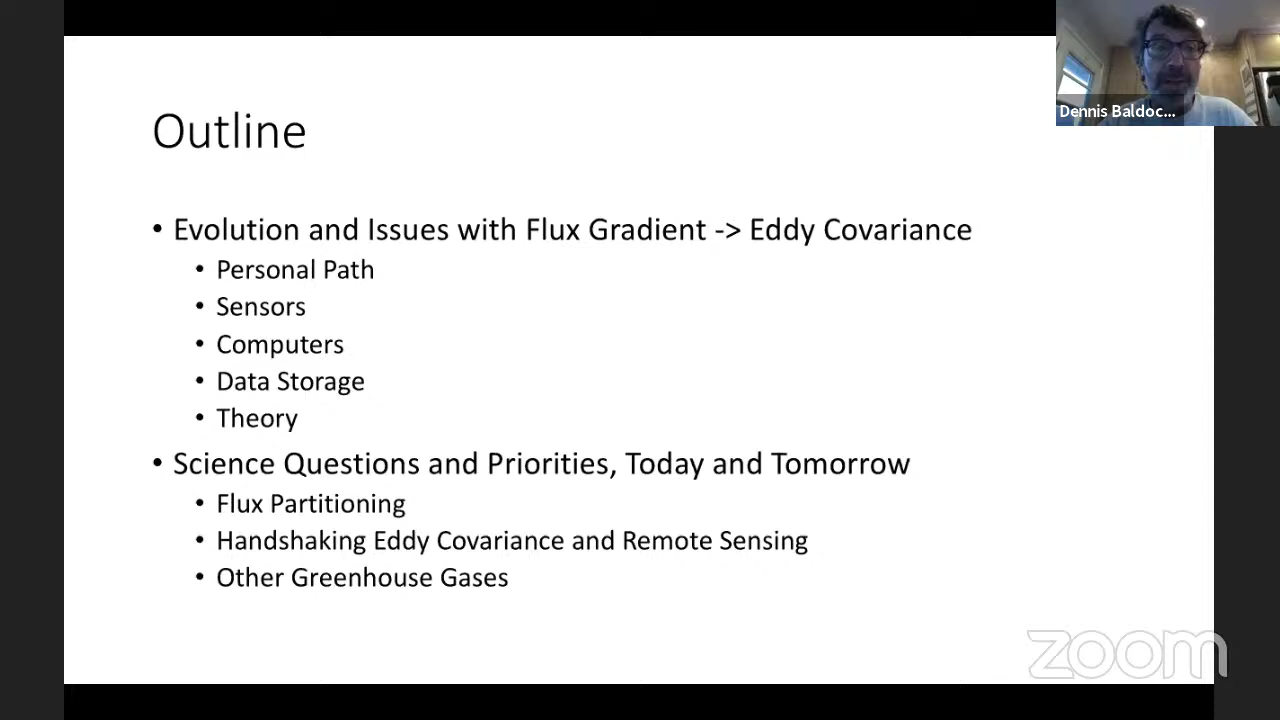 Outline
Dennis Baldoc...
• Evolution and Issues with Flux Gradient -> Eddy Covariance
• Personal Path
• Sensors
• Computers
• Data Storage
• Theory
• Science Questions and Priorities, Today and Tomorrow
• Flux Partitioning
• Handshaking Eddy Covariance and Remote Sensing
• Other Greenhouse Gases
zoom